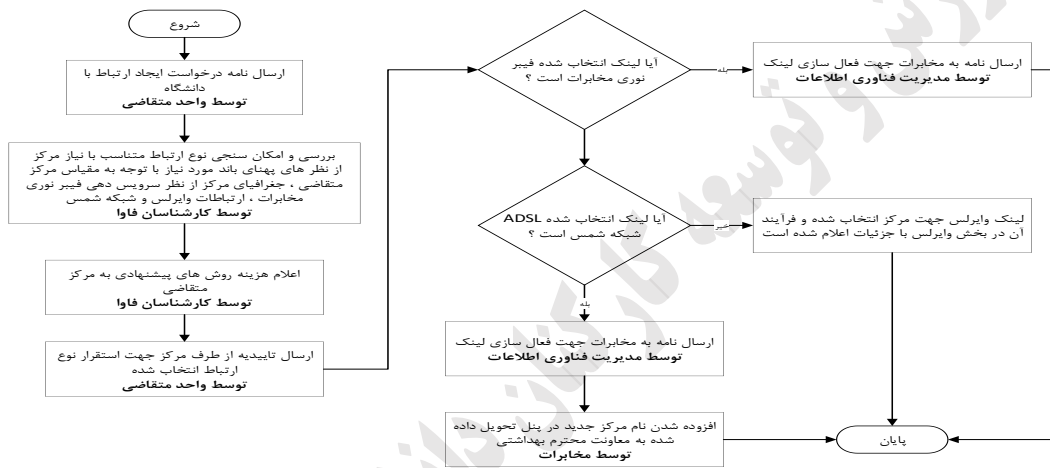 شروع
ارسال نامه درخواست ایجاد ارتباط با
دانشگاه
توسط واحد متقاضی
بررسی و امکان سنجی نوع ارتباط متناسب با نیاز مرکز
از نظر های پهنای باند مورد نیاز با توجه به مقیاس مرکز
متقاضی ، جغرافیای مرکز از نظر سرویس دهی فیبر نوری
مخابرات ، ارتباطات وایرلس و شبکه شمس
توسط کارشناسان فاوا
اعلام هزینه روش های پیشنهادی به مرکز
متقاضی
توسط کارشناسان فاوا
ارسال تاییدیه از طرف مرکز جهت استقرار نوع
ارتباط انتخاب شده
توسط واحد متقاضی
آیا لینک انتخاب شده فیبر
نوری مخابرات است ؟
بله
ارسال نامه به مخابرات جهت فعال سازی لینک
توسط مدیریت فناوری اطلاعات
آیا لینک انتخاب شده ADSL
شبکه شمس است ؟
خیر
لینک وایرلس جهت مرکز انتخاب شده و فرآیند
آن در بخش وایرلس با جزئیات اعلام شده است
بله
ارسال نامه به مخابرات جهت فعال سازی لینک
توسط مدیریت فناوری اطلاعات
افزوده شدن نام مرکز جدید در پنل تحویل داده
شده به معاونت محترم بهداشتی
توسط مخابرات
پایان
و توسعه کارکنان